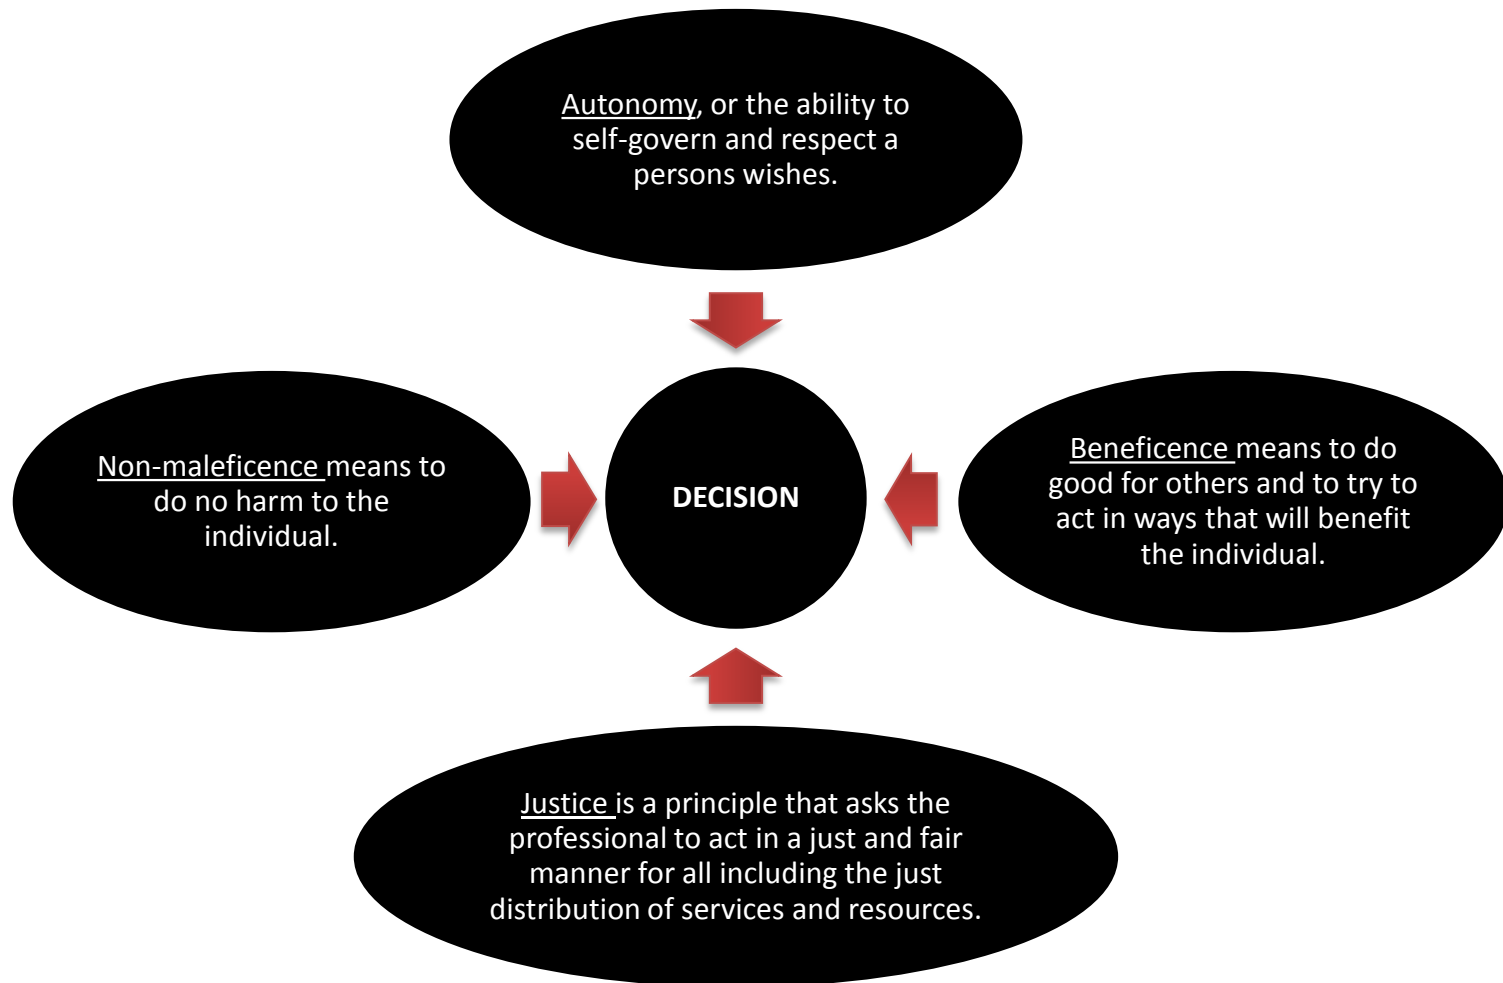 Autonomy, or the ability to
self-govern and respect a
persons wishes.
Non-maleficence means to
do no harm to the
individual.
DECISION
Beneficence means to do
good for others and to try to
act in ways that will benefit
the individual.
Justice is a principle that asks the
professional to act in a just and fair
manner for all including the just
distribution of services and resources.